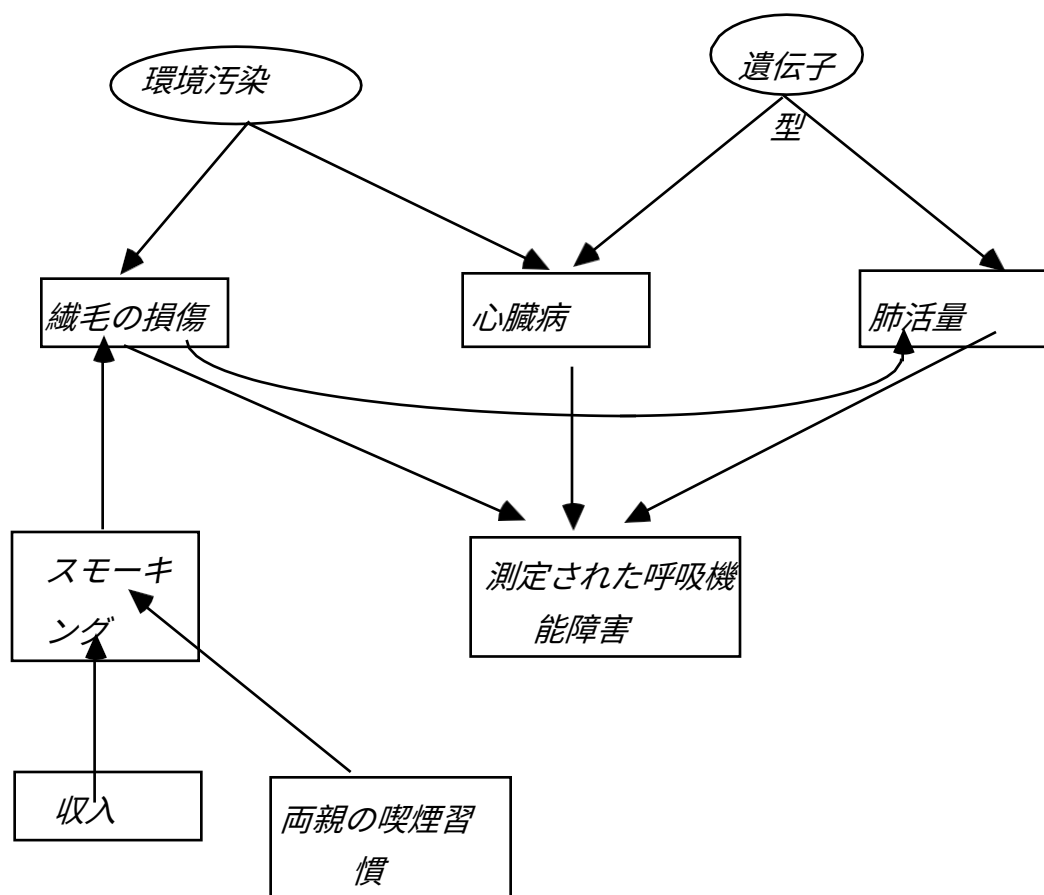 環境汚染
遺伝子
型
繊毛の損傷
心臓病
肺活量
スモーキ
ング
測定された呼吸機
能障害
収入
両親の喫煙習
慣